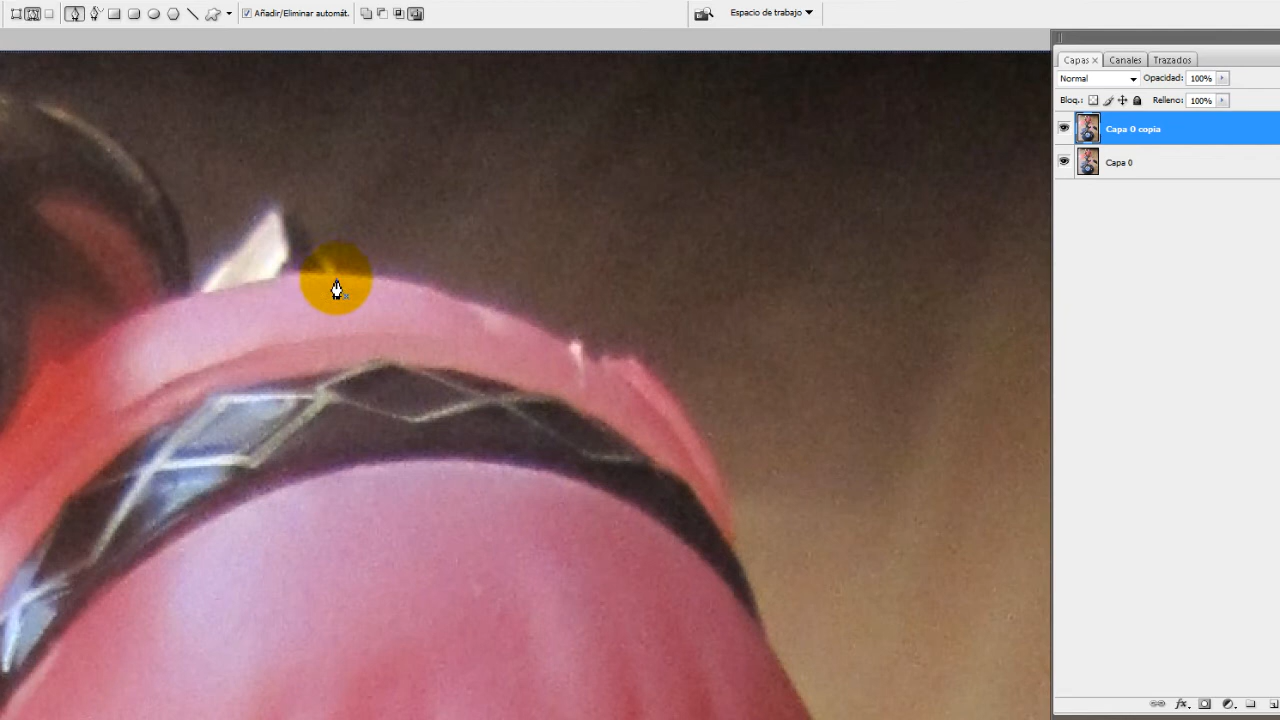 Añadir/Eliminar automát.
Espacio de trabajo
Capas x Canales Trazados
Normal Opacidad: 100%
Bloq.: Relleno: 100%
Capa 0 copia
Capa 0
fx